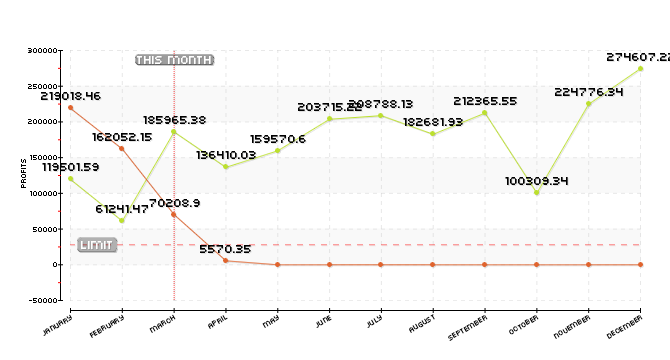 300000
THIS MONTH
274607.22
250000
219018.46
224776.34
203715.22
208788.13
212365.55
200000
185965.38
182681.93
162052.15
159570.6
150000
136410.03
119501.59
100309.34
PROFITS
100000
61241.47
70208.9
50000
LIMIT
5570.35
0
-50000
JANUARY
FEBRUARY
MARCH
APRIL
MAY
JUNE
JULY
AUGUST
SEPTEMBER
OCTOBER
NOVEMBER
DECEMBER